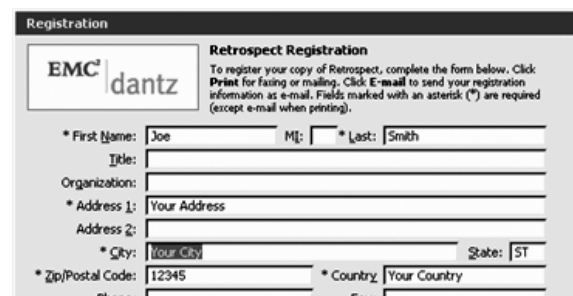 Registration
EMC² dantz
Retrospect Registration
To register your copy of Retrospect, complete the form below. Click
Print for faxing or mailing. Click E-mail to send your registration
information as e-mail. Fields marked with an asterisk (*) are required
(except e-mail when printing).
* First Name: Joe MI: * Last: Smith
Title:
Organization:
* Address 1: Your Address
Address 2:
* City: Your City State: ST
* Zip/Postal Code: 12345 * Country Your Country